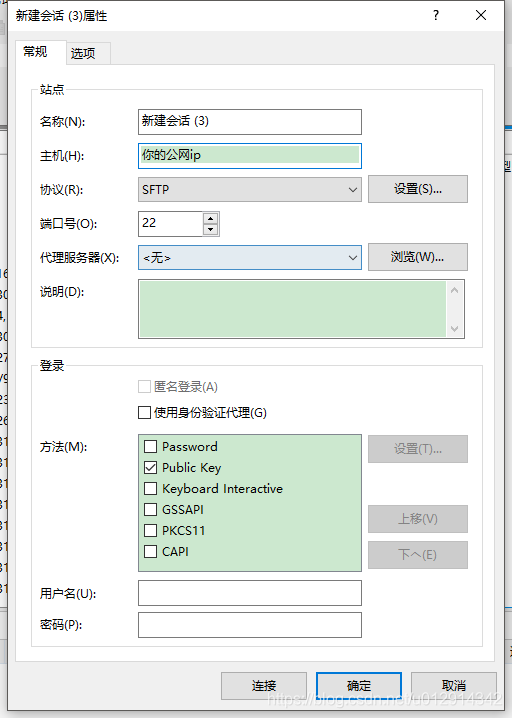 新建会话 (3)属性
常规
选项
站点
名称(N):
新建会话 (3)
主机(H):
你的公网ip
协议(R):
SFTP
设置(S)...
端口号(O):
22
代理服务器(X):
<无>
浏览(W)...
说明(D):
登录
匿名登录(A)
使用身份验证代理(G)
方法(M):
Password
设置(T)...
Public Key
Keyboard Interactive
GSSAPI
上移(V)
PKCS11
CAPI
下へ(E)
用户名(U):
密码(P):
连接
确定
取消
https://blog.csdn.net/u012914342